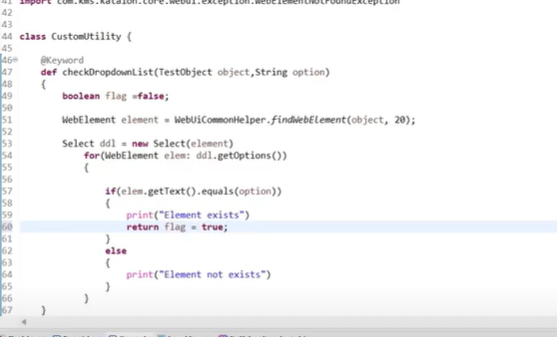 41 import com.kms.katalon.core.webui.exception.WebElementNotFoundException
42
43
44 class CustomUtility {
45
46 @Keyword
47 def checkDropdownList(TestObject object,String option)
48 {
49 boolean flag =false;
50
51 WebElement element = WebUiCommonHelper.findWebElement(object, 20);
52
53 Select ddl = new Select(element)
54 for(WebElement elem: ddl.getOptions())
55 {
56
57 if(elem.getText().equals(option))
58 {
59 print("Element exists")
60 return flag = true;
61 }
62 else
63 {
64 print("Element not exists")
65 }
66 }
67 }